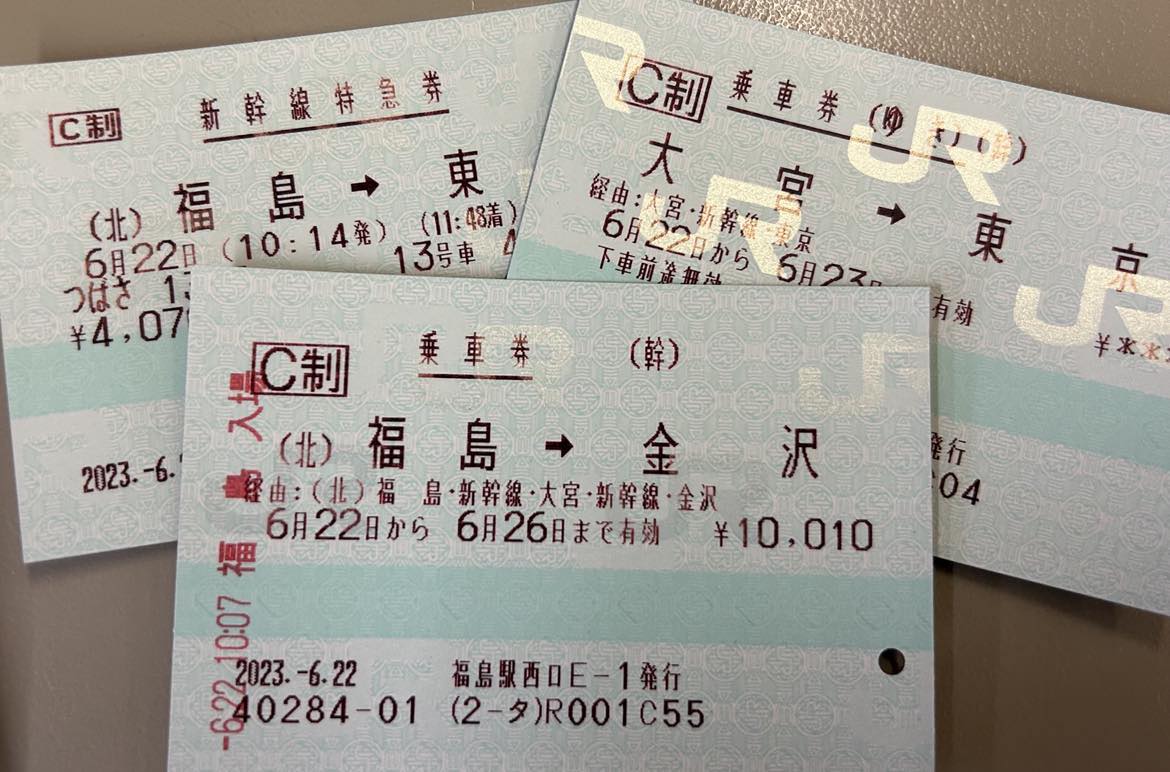 C制 新幹線特急券
(北) 福島 → 東
6月22日 (10:14発) (11:48着)
つばさ 13号車
¥4,07
2023.-6.
C制 乗車券 (ゆき)(幹)
大宮 → 東京
経由:大宮・新幹線・東京
6月22日から 6月23日 有効
下車前途無効
¥**
発行
04
C制 乗車券 (幹)
(北) 福島 → 金沢
経由:(北)福 島・新幹線・大宮・新幹線・金沢
6月22日から 6月26日まで有効 ¥10,010
2023.-6.22 福島駅西口E-1発行
40284-01 (2-タ)R001C55
-6.22 10:07 福島 入場
JR
JR
JR